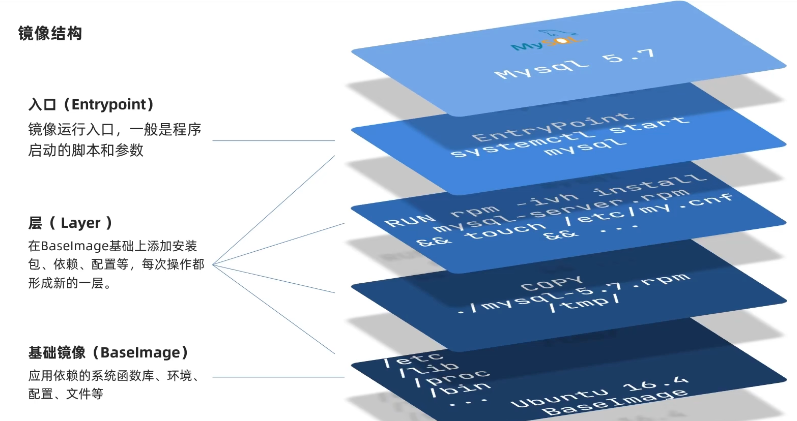 镜像结构
入口（Entrypoint）
镜像运行入口，一般是程序
启动的脚本和参数
层（ Layer ）
在BaseImage基础上添加安装
包、依赖、配置等，每次操作都
形成新的一层。
基础镜像（BaseImage）
应用依赖的系统函数库、环境、
配置、文件等
MySQL
Mysql 5.7
EntryPoint
systemctl start
mysql
RUN rpm -ivh install
mysql-server.rpm
&& touch /etc/my.cnf
&& ...
COPY
./mysql-5.7.rpm
/tmp/
/etc
/lib
/proc
/bin
... Ubuntu 16.4
BaseImage